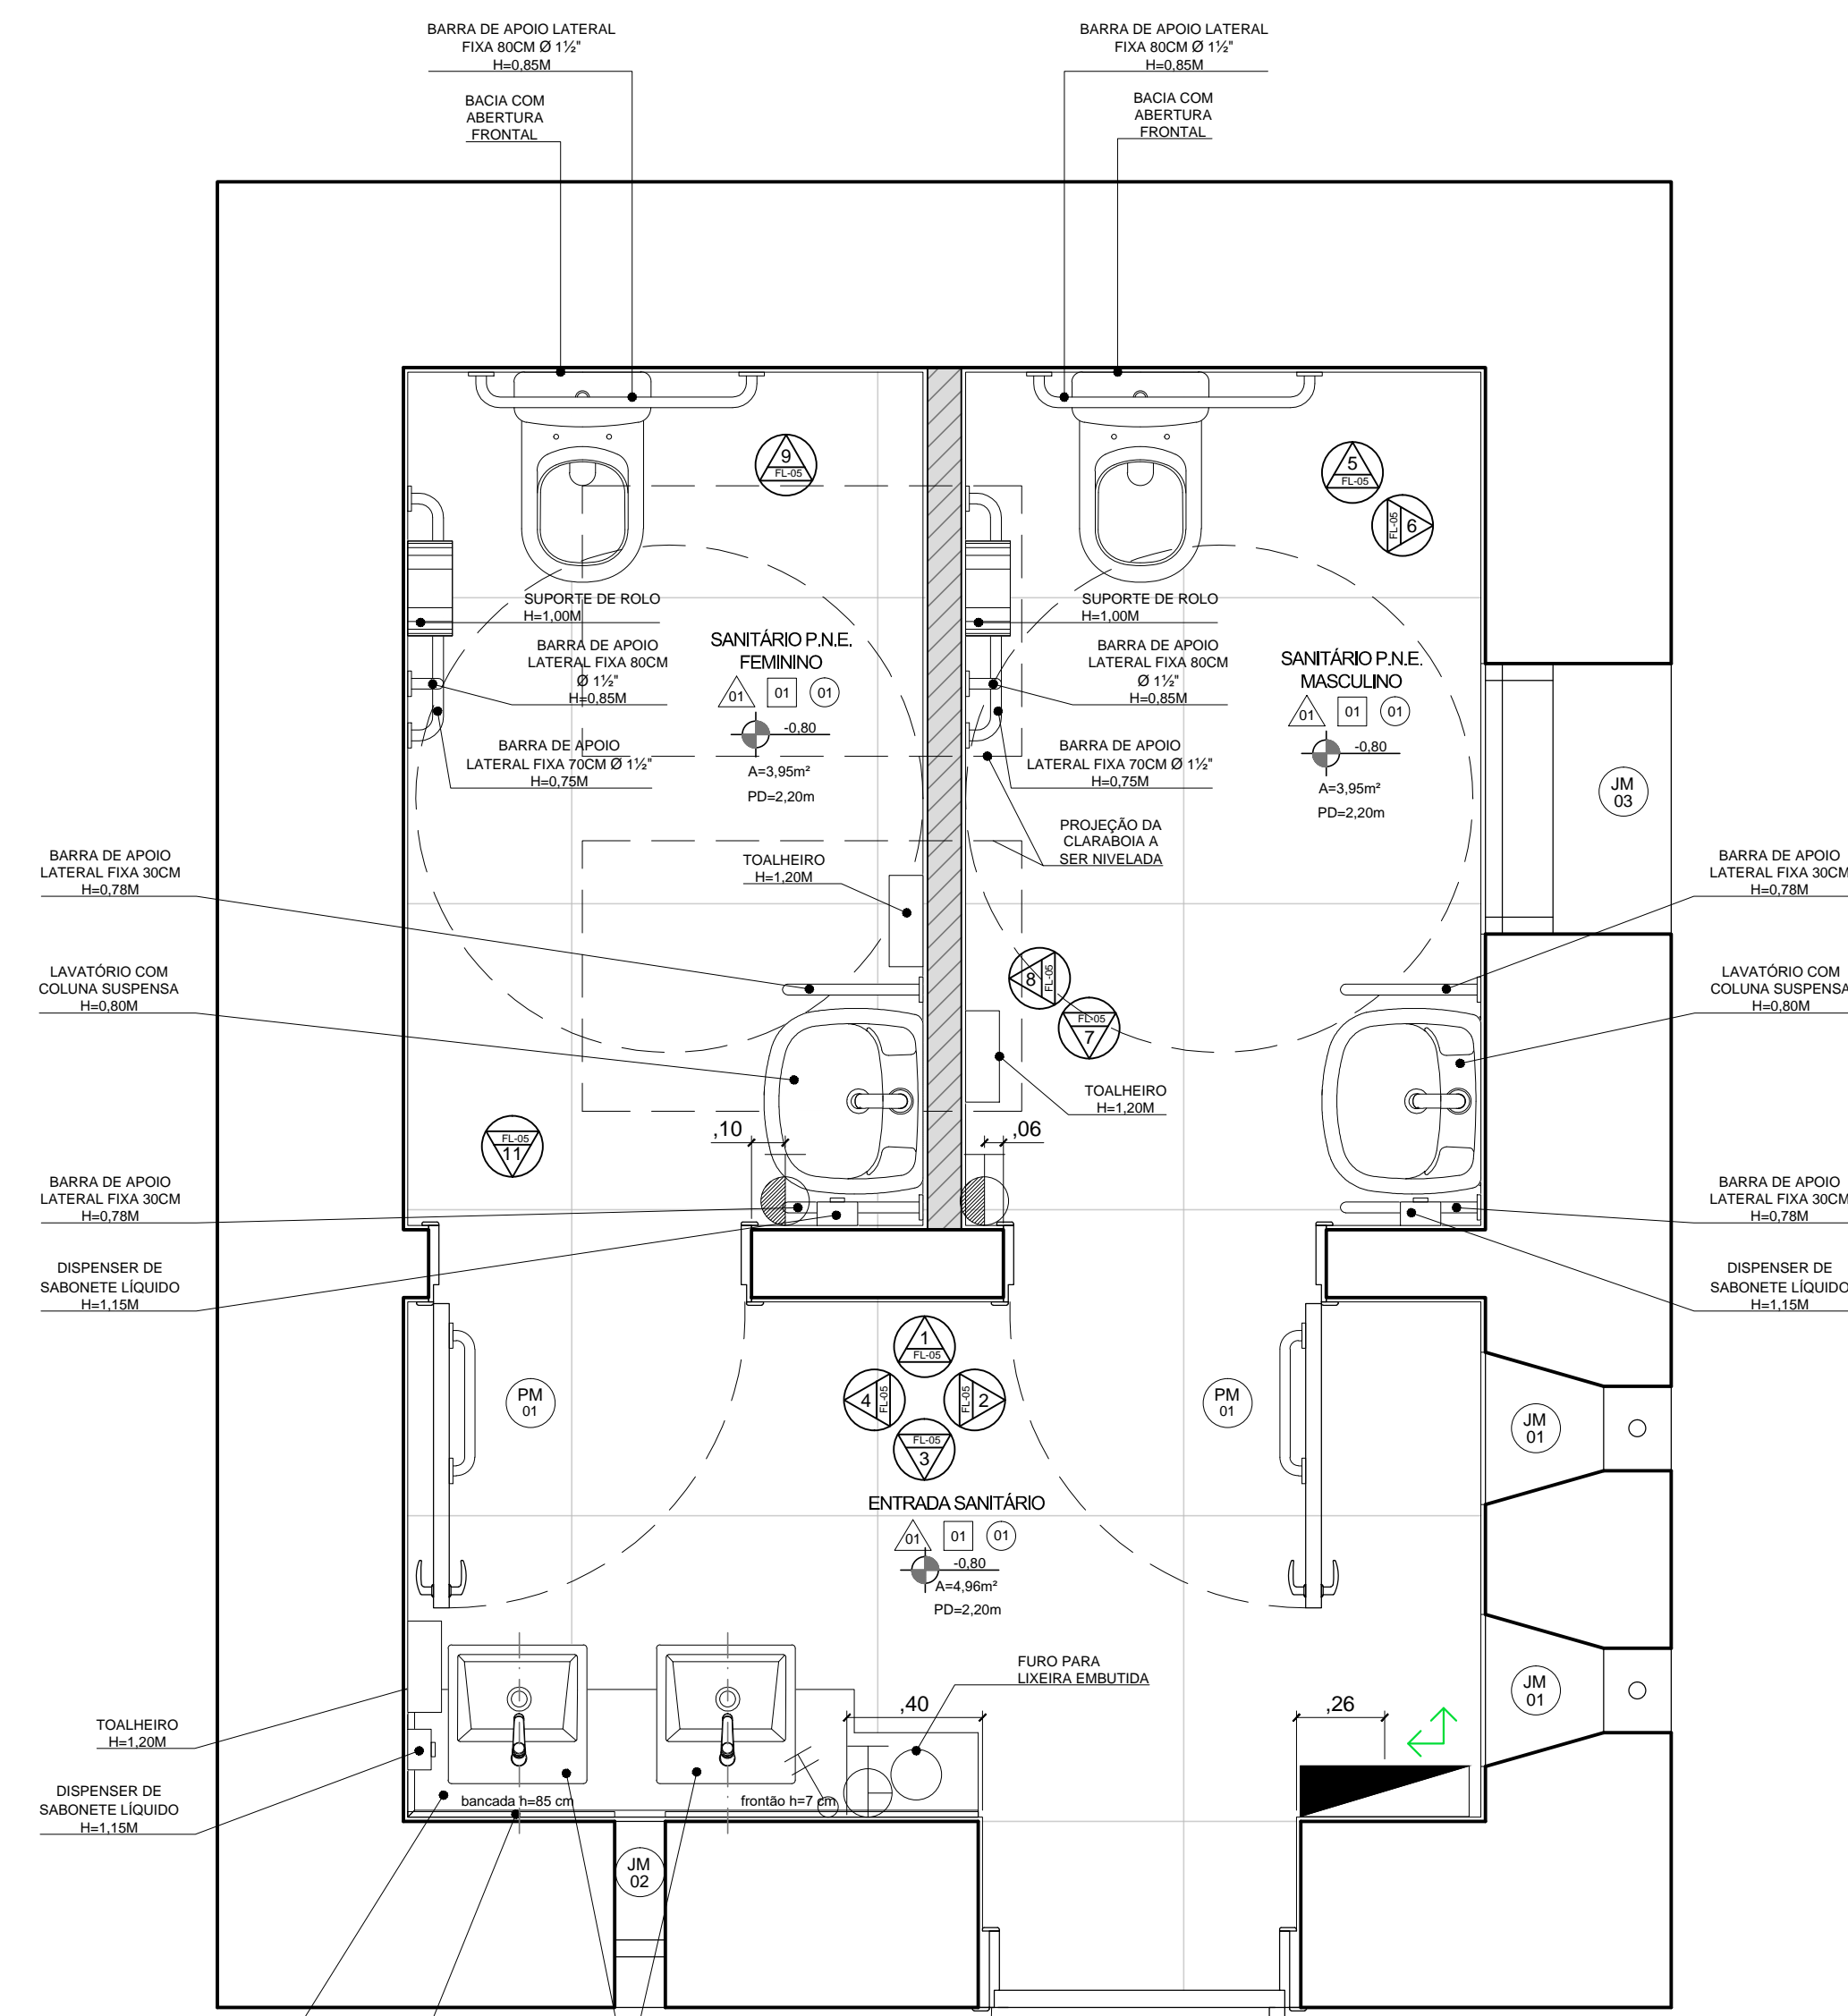 BARRA DE APOIO LATERAL
FIXA 80CM Ø 1½"
H=0,85M
BACIA COM
ABERTURA
FRONTAL
BARRA DE APOIO LATERAL
FIXA 80CM Ø 1½"
H=0,85M
BACIA COM
ABERTURA
FRONTAL
9
FL-05
5
FL-05
6
FL-05
SUPORTE DE ROLO
H=1,00M
BARRA DE APOIO
LATERAL FIXA 80CM
Ø 1½"
H=0,85M
BARRA DE APOIO
LATERAL FIXA 70CM Ø 1½"
H=0,75M
SANITÁRIO P.N.E.
FEMININO
01 01 01
-0,80
A=3,95m²
PD=2,20m
SUPORTE DE ROLO
H=1,00M
BARRA DE APOIO
LATERAL FIXA 80CM
Ø 1½"
H=0,85M
BARRA DE APOIO
LATERAL FIXA 70CM Ø 1½"
H=0,75M
SANITÁRIO P.N.E.
MASCULINO
01 01 01
-0,80
A=3,95m²
PD=2,20m
JM
03
PROJEÇÃO DA
CLARABOIA A
SER NIVELADA
TOALHEIRO
H=1,20M
BARRA DE APOIO
LATERAL FIXA 30CM
H=0,78M
LAVATÓRIO COM
COLUNA SUSPENSA
H=0,80M
BARRA DE APOIO
LATERAL FIXA 30CM
H=0,78M
DISPENSER DE
SABONETE LÍQUIDO
H=1,15M
BARRA DE APOIO
LATERAL FIXA 30CM
H=0,78M
LAVATÓRIO COM
COLUNA SUSPENSA
H=0,80M
BARRA DE APOIO
LATERAL FIXA 30CM
H=0,78M
DISPENSER DE
SABONETE LÍQUIDO
H=1,15M
8
FL-05
FL-05
7
TOALHEIRO
H=1,20M
FL-05
11
,10
,06
PM
01
1
FL-05
4
FL-05
FL-05
2
FL-05
3
PM
01
JM
01
ENTRADA SANITÁRIO
01 01 01
-0,80
A=4,96m²
PD=2,20m
FURO PARA
LIXEIRA EMBUTIDA
,40
,26
JM
01
TOALHEIRO
H=1,20M
DISPENSER DE
SABONETE LÍQUIDO
H=1,15M
bancada h=85 cm
frontão h=7 cm
JM
02